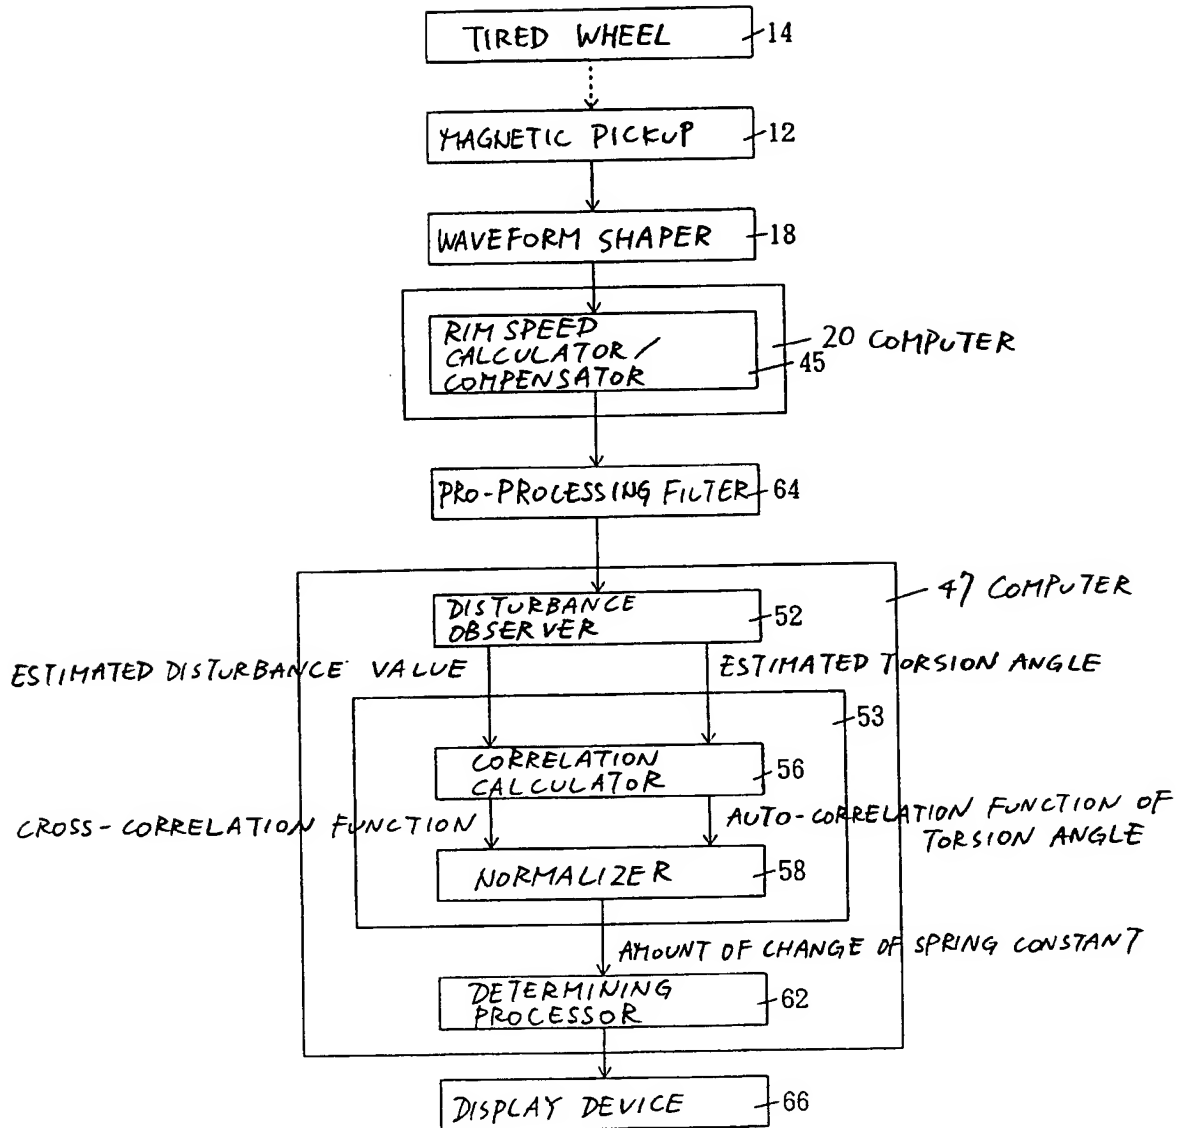 TIRED WHEEL 14
MAGNETIC PICKUP 12
WAVEFORM SHAPER 18
RIM SPEED
CALCULATOR/
COMPENSATOR
45
20 COMPUTER
PRO-PROCESSING FILTER 64
47 COMPUTER
DISTURBANCE
OBSERVER
52
ESTIMATED DISTURBANCE VALUE
ESTIMATED TORSION ANGLE
53
CORRELATION
CALCULATOR
56
CROSS-CORRELATION FUNCTION
AUTO-CORRELATION FUNCTION OF
TORSION ANGLE
NORMALIZER 58
AMOUNT OF CHANGE OF SPRING CONSTANT
DETERMINING
PROCESSOR
62
DISPLAY DEVICE 66